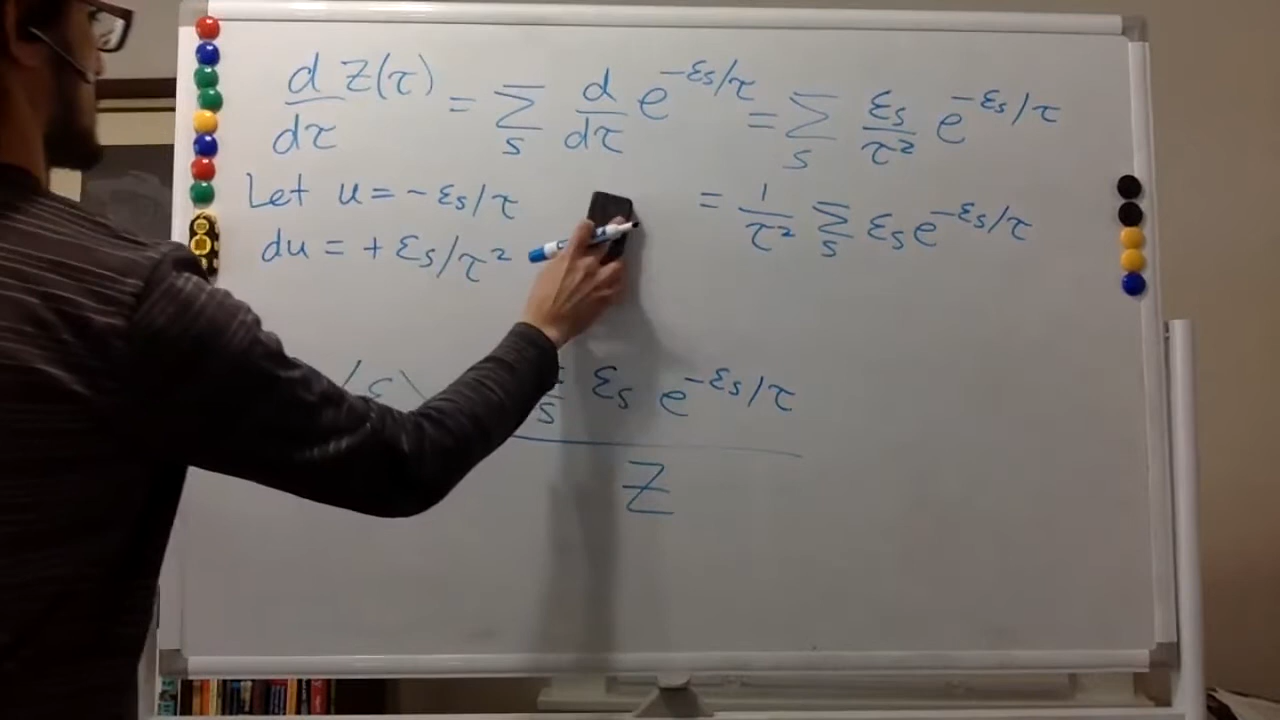 d/dτ Z(τ) = Σ_s d/dτ e^{-εs/τ} = Σ_s εs/τ² e^{-εs/τ}
Let u = -εs/τ
= 1/τ² Σ_s εs e^{-εs/τ}
du = +εs/τ²
⟨ε⟩ s εs e^{-εs/τ}
Z